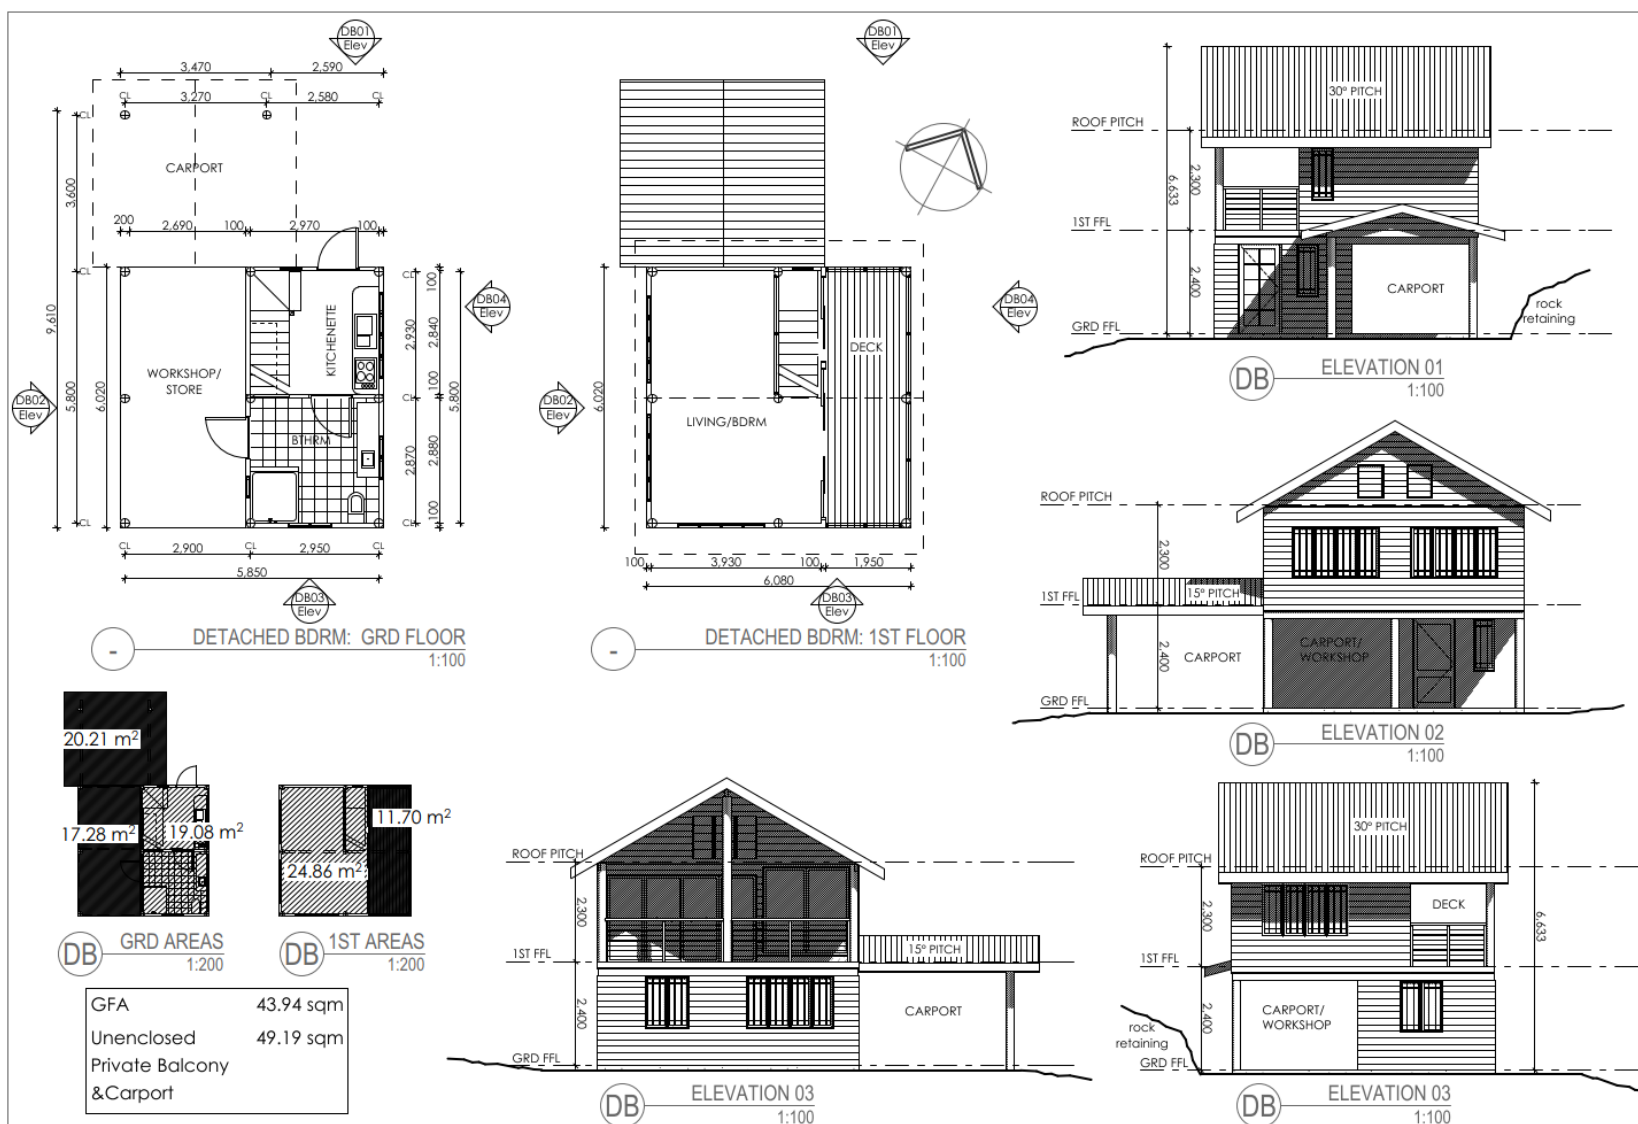 DB01
Elev
3,470
2,590
CL
3,270
CL
2,580
CL
CL
CARPORT
3,600
9,610
200
2,690
100
2,970
100
CL
CL
100
KITCHENETTE
2,930
2,840
DB04
Elev
WORKSHOP/
STORE
DB02
Elev
5,800
6,020
100
CL
5,800
BTHRM
2,870
2,880
100
CL
CL
CL
CL
CL
2,900
2,950
5,850
DB03
Elev
-
DETACHED BDRM: GRD FLOOR
1:100
DB01
Elev
DB04
Elev
DECK
DB02
Elev
6,020
LIVING/BDRM
100
3,930
100
1,950
6,080
DB03
Elev
-
DETACHED BDRM: 1ST FLOOR
1:100
30° PITCH
ROOF PITCH
2,300
6,633
1ST FFL
2,400
CARPORT
rock
retaining
GRD FFL
DB
ELEVATION 01
1:100
ROOF PITCH
2,300
1ST FFL
15° PITCH
CARPORT/
WORKSHOP
2,400
CARPORT
GRD FFL
DB
ELEVATION 02
1:100
20.21 m²
17.28 m²
19.08 m²
DB
GRD AREAS
1:200
11.70 m²
24.86 m²
DB
1ST AREAS
1:200
GFA 43.94 sqm
Unenclosed 49.19 sqm
Private Balcony
&Carport
ROOF PITCH
2,300
1ST FFL
15° PITCH
2,400
CARPORT
GRD FFL
DB
ELEVATION 03
1:100
30° PITCH
ROOF PITCH
2,300
DECK
6,633
1ST FFL
2,400
CARPORT/
WORKSHOP
rock
retaining
GRD FFL
DB
ELEVATION 03
1:100